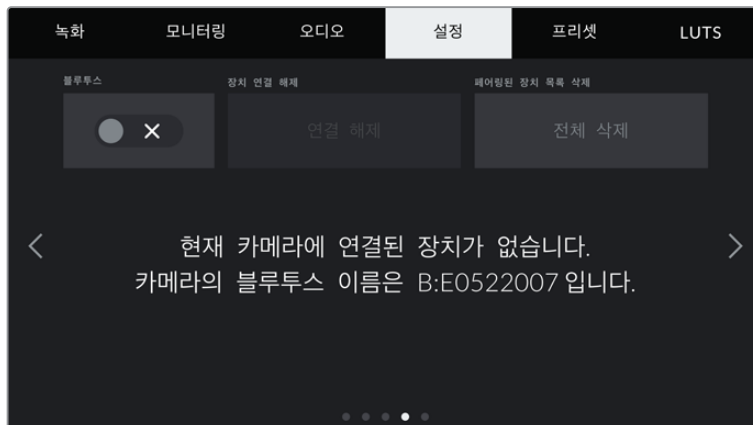 녹화 모니터링 오디오 설정 프리셋 LUTS
블루투스 장치 연결 해제 페어링된 장치 목록 삭제
연결 해제 전체 삭제
현재 카메라에 연결된 장치가 없습니다.
카메라의 블루투스 이름은 B:E0522007 입니다.